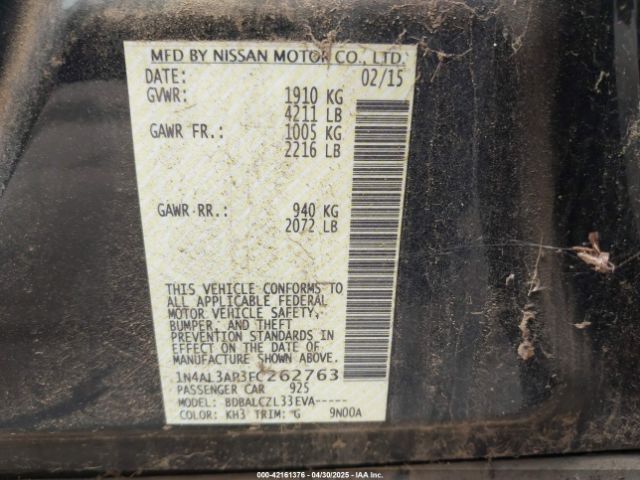 MFD BY NISSAN MOTOR CO., LTD.
DATE: 02/15
GVWR: 1910 KG
4211 LB
GAWR FR.: 1005 KG
2216 LB
GAWR RR.: 940 KG
2072 LB
THIS VEHICLE CONFORMS TO
ALL APPLICABLE FEDERAL
MOTOR VEHICLE SAFETY,
BUMPER, AND THEFT
PREVENTION STANDARDS IN
EFFECT ON THE DATE OF
MANUFACTURE SHOWN ABOVE.
1N4AL3AP3FC262763
PASSENGER CAR 925
MODEL: BDBALCZL33EVA-----
COLOR: KH3 TRIM: G 9N00A
000-42161376 - 04/30/2025 - IAA Inc.